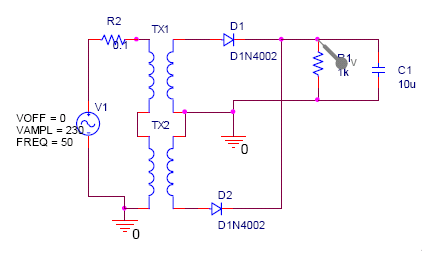 R2
0.1
TX1
D1
D1N4002
R1
1k
V
C1
10u
V1
VOFF = 0
VAMPL = 230
FREQ = 50
TX2
0
D2
D1N4002
0